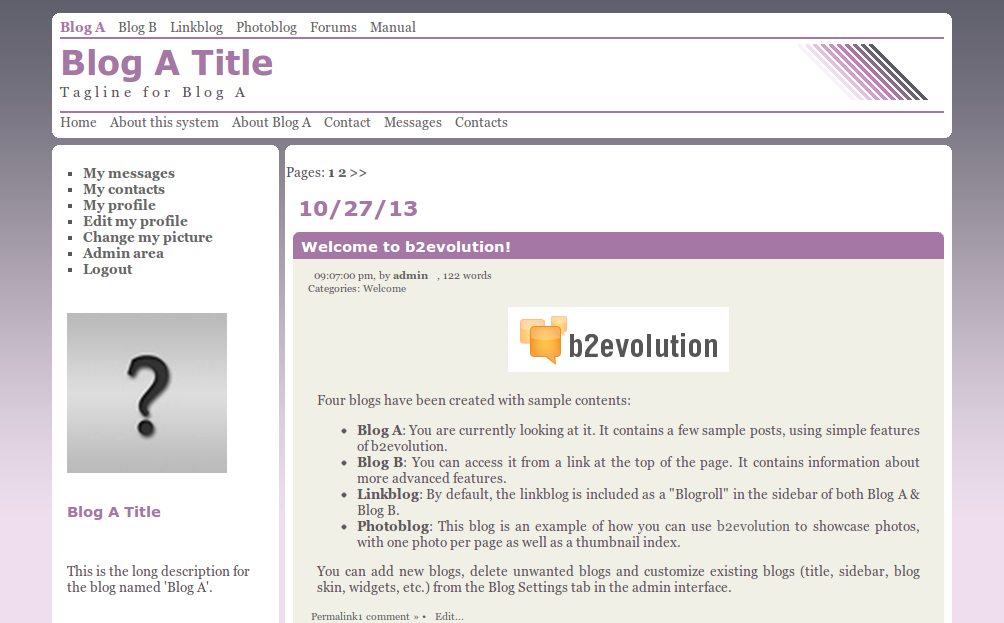 Blog A Blog B Linkblog Photoblog Forums Manual
Blog A Title
Tagline for Blog A
Home About this system About Blog A Contact Messages Contacts
My messages
My contacts
My profile
Edit my profile
Change my picture
Admin area
Logout
?
Blog A Title
This is the long description for
the blog named 'Blog A'.
Pages: 1 2 >>
10/27/13
Welcome to b2evolution!
09:07:00 pm, by admin , 122 words
Categories: Welcome
b2evolution
Four blogs have been created with sample contents:
• Blog A: You are currently looking at it. It contains a few sample posts, using simple features
of b2evolution.
• Blog B: You can access it from a link at the top of the page. It contains information about
more advanced features.
• Linkblog: By default, the linkblog is included as a "Blogroll" in the sidebar of both Blog A &
Blog B.
• Photoblog: This blog is an example of how you can use b2evolution to showcase photos,
with one photo per page as well as a thumbnail index.
You can add new blogs, delete unwanted blogs and customize existing blogs (title, sidebar, blog
skin, widgets, etc.) from the Blog Settings tab in the admin interface.
Permalink1 comment » • Edit...